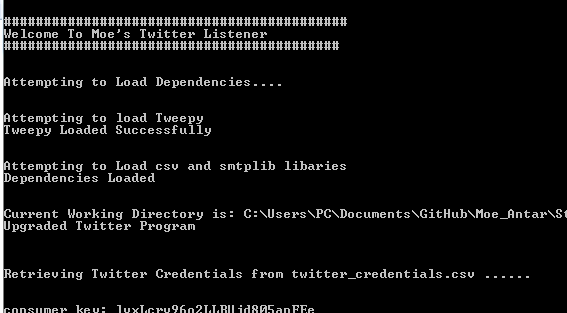 ###########################################
Welcome To Moe's Twitter Listener
##########################################
Attempting to Load Dependencies....
Attempting to load Tweepy
Tweepy Loaded Successfully
Attempting to Load csv and smtplib libaries
Dependencies Loaded
Current Working Directory is: C:\Users\PC\Documents\GitHub\Moe_Antar\St
Upgraded Twitter Program
Retrieving Twitter Credentials from twitter_credentials.csv ......
consumer key: